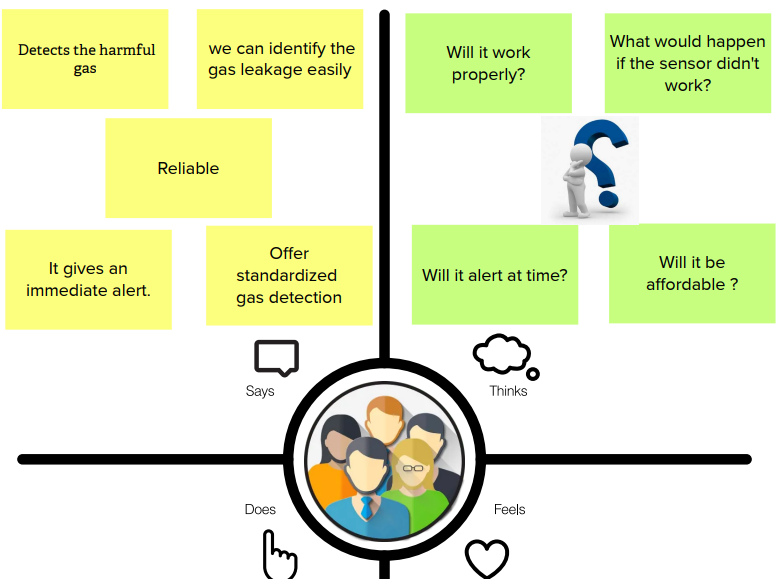 Detects the harmful
gas
we can identify the
gas leakage easily
Reliable
It gives an
immediate alert.
Offer
standardized
gas detection
Says
Will it work
properly?
What would happen
if the sensor didn't
work?
Will it alert at time?
Will it be
affordable ?
Thinks
Does
Feels